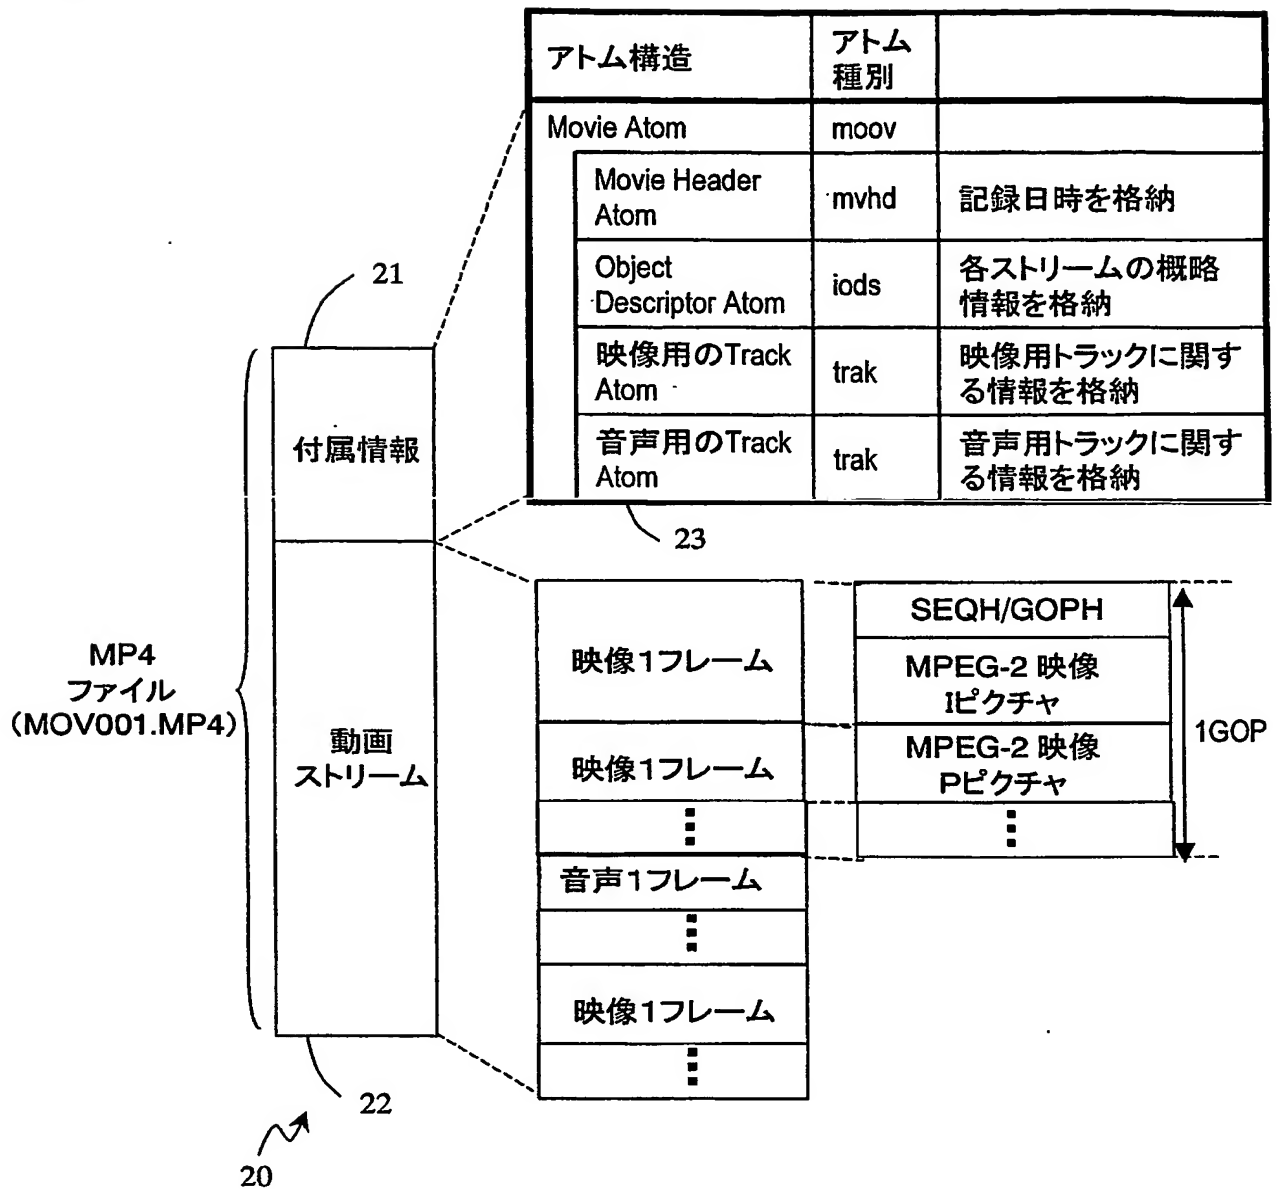 アトム構造
アトム
種別
Movie Atom
moov
Movie Header
Atom
mvhd
記録日時を格納
Object
Descriptor Atom
iods
各ストリームの概略
情報を格納
映像用のTrack
Atom
trak
映像用トラックに関す
る情報を格納
音声用のTrack
Atom
trak
音声用トラックに関す
る情報を格納
23
21
付属情報
MP4
ファイル
(MOV001.MP4)
動画
ストリーム
22
20
映像1フレーム
映像1フレーム
音声1フレーム
映像1フレーム
SEQH/GOPH
MPEG-2 映像
Iピクチャ
MPEG-2 映像
Pピクチャ
1GOP